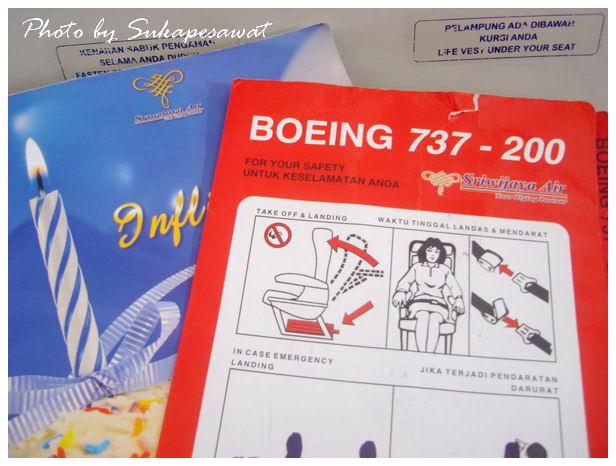 Photo by Sukapesawat
KENAKAN SABUK PENGAMAN
SELAMA ANDA DUDUK
FASTEN
PELAMPUNG ADA DIBAWAH
KURSI ANDA
LIFE VEST UNDER YOUR SEAT
Sriwijaya Air
Infli
BOEING 737 - 200
FOR YOUR SAFETY
UNTUK KESELAMATAN ANDA
Sriwijaya Air
Your Flying Partner
TAKE OFF & LANDING
WAKTU TINGGAL LANDAS & MENDARAT
IN CASE EMERGENCY
LANDING
JIKA TERJADI PENDARATAN
DARURAT
BOEING 73